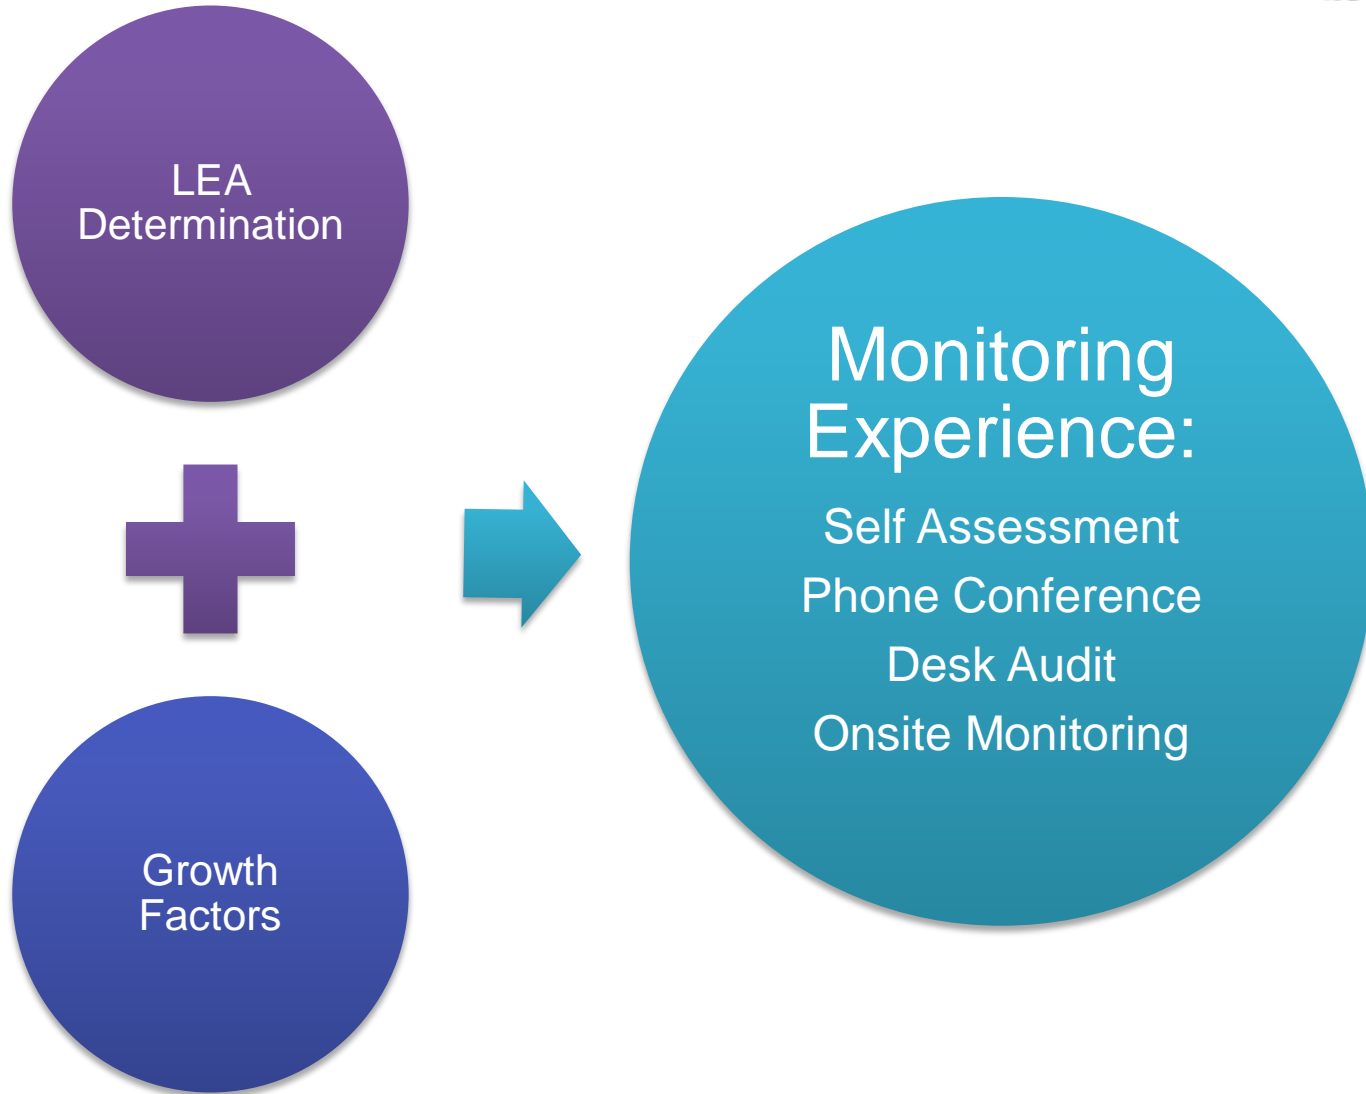 LEA
Determination
Growth
Factors
Monitoring
Experience:
Self Assessment
Phone Conference
Desk Audit
Onsite Monitoring